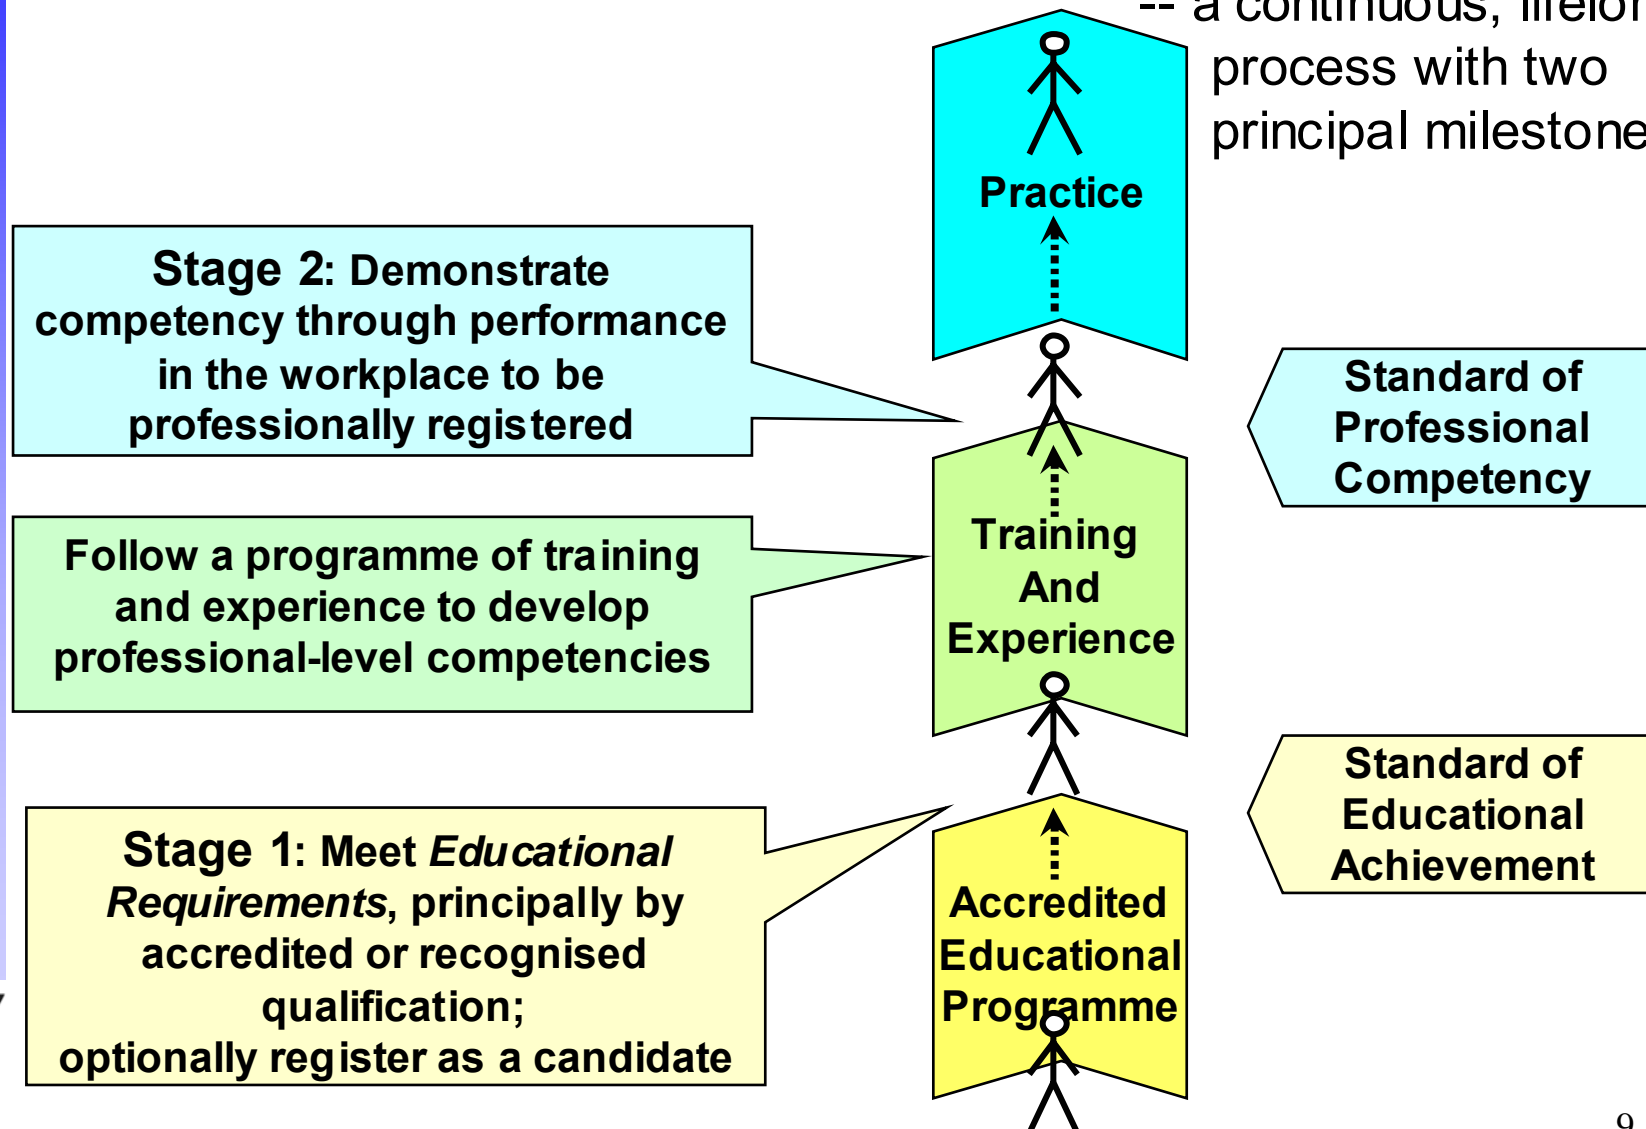 -- a continuous, lifelon
process with two
principal milestone
Practice
Stage 2: Demonstrate
competency through performance
in the workplace to be
professionally registered
Standard of
Professional
Competency
Follow a programme of training
and experience to develop
professional-level competencies
Training
And
Experience
Standard of
Educational
Achievement
Stage 1: Meet Educational
Requirements, principally by
accredited or recognised
qualification;
optionally register as a candidate
Accredited
Educational
Programme
9